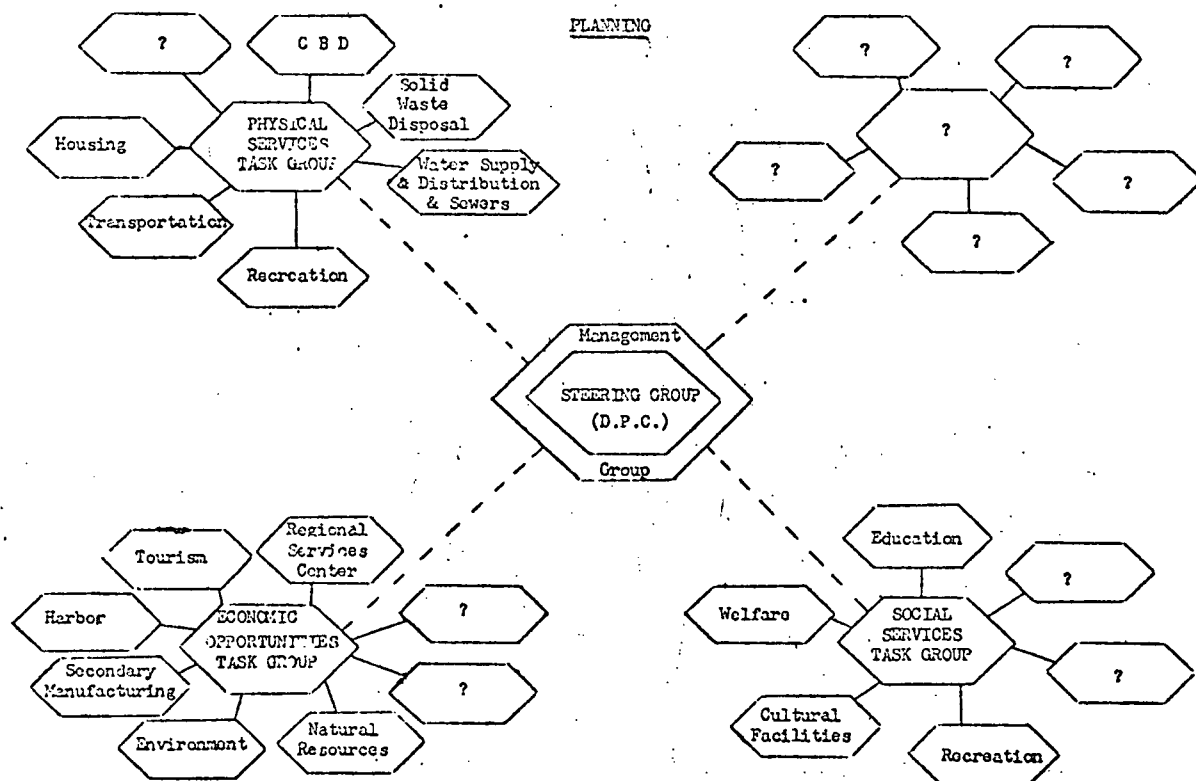 PLANNING
?
C B D
Solid
Waste
Disposal
PHYSICAL
SERVICES
TASK GROUP
Housing
Water Supply
& Distribution
& Sewers
Transportation
Recreation
?
?
?
?
?
?
Management
STEERING GROUP
(D.P.C.)
Group
Tourism
Regional
Services
Center
Harbor
ECONOMIC
OPPORTUNITIES
TASK GROUP
?
Secondary
Manufacturing
?
Environment
Natural
Resources
Education
?
Welfare
SOCIAL
SERVICES
TASK GROUP
?
Cultural
Facilities
Recreation